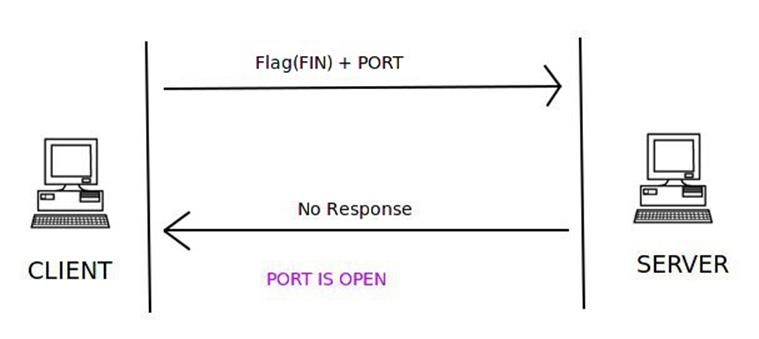 Flag(FIN) + PORT
No Response
CLIENT
SERVER
PORT IS OPEN